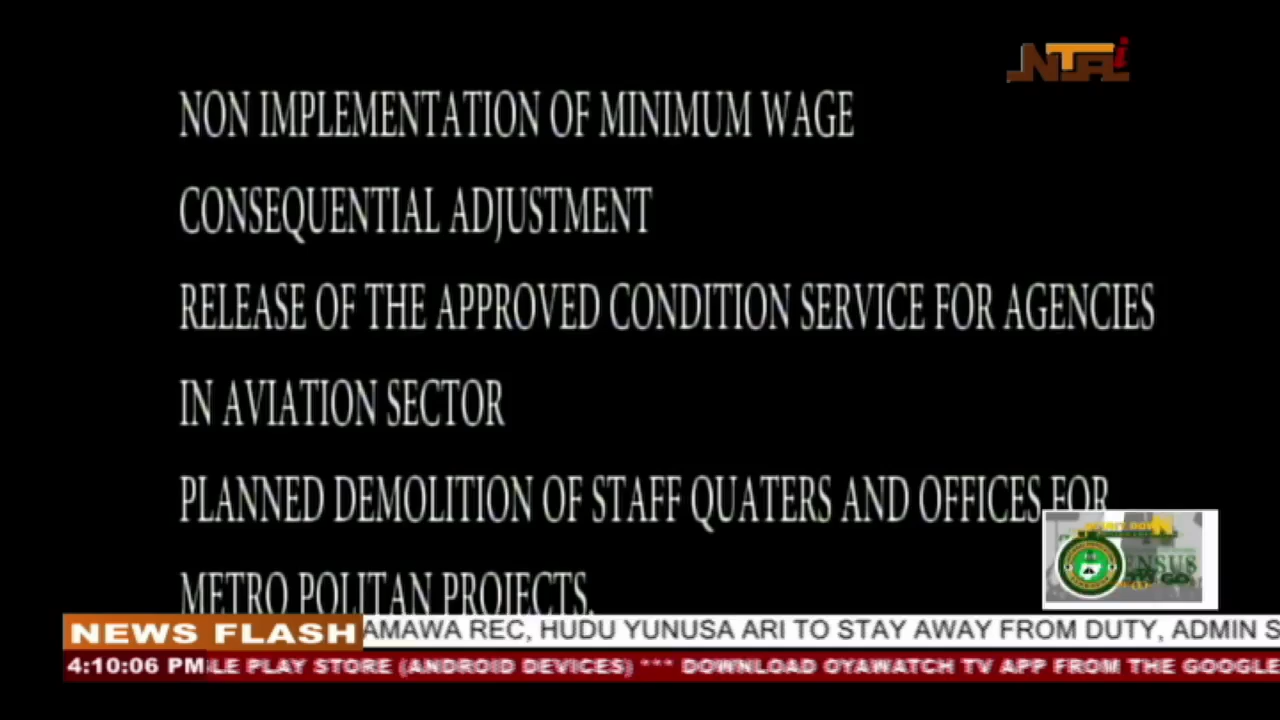 NTAi
NON IMPLEMENTATION OF MINIMUM WAGE
CONSEQUENTIAL ADJUSTMENT
RELEASE OF THE APPROVED CONDITION SERVICE FOR AGENCIES
IN AVIATION SECTOR
PLANNED DEMOLITION OF STAFF QUATERS AND OFFICES FOR
METRO POLITAN PROJECTS.
ENSUS
NEWS FLASH AMAWA REC, HUDU YUNUSA ARI TO STAY AWAY FROM DUTY, ADMIN S
4:10:06 PM LE PLAY STORE (ANDROID DEVICES) *** DOWNLOAD OYAWATCH TV APP FROM THE GOOGLE